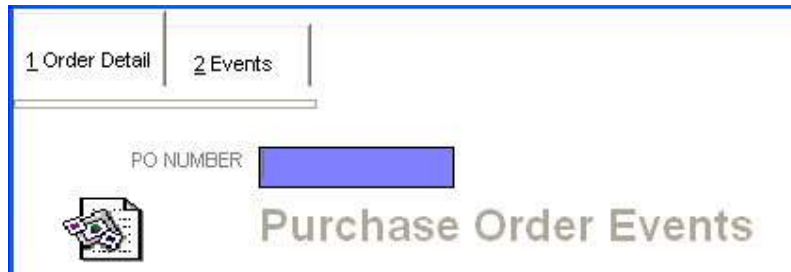 1 Order Detail
2 Events
PO NUMBER
Purchase Order Events